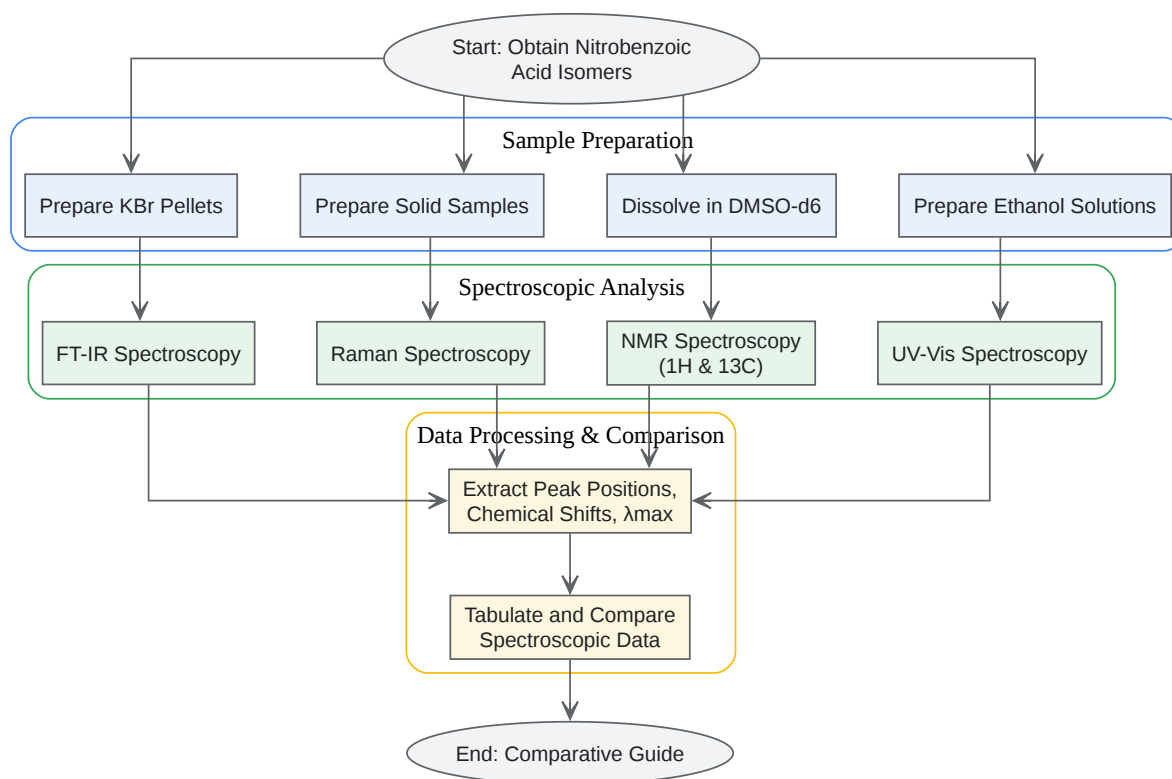 Start: Obtain Nitrobenzoic
Acid Isomers
Sample Preparation
Prepare KBr Pellets
Prepare Solid Samples
Dissolve in DMSO-d6
Prepare Ethanol Solutions
Spectroscopic Analysis
FT-IR Spectroscopy
Raman Spectroscopy
NMR Spectroscopy
(1H & 13C)
UV-Vis Spectroscopy
Data Processing & Comparison
Extract Peak Positions,
Chemical Shifts, λmax
Tabulate and Compare
Spectroscopic Data
End: Comparative Guide